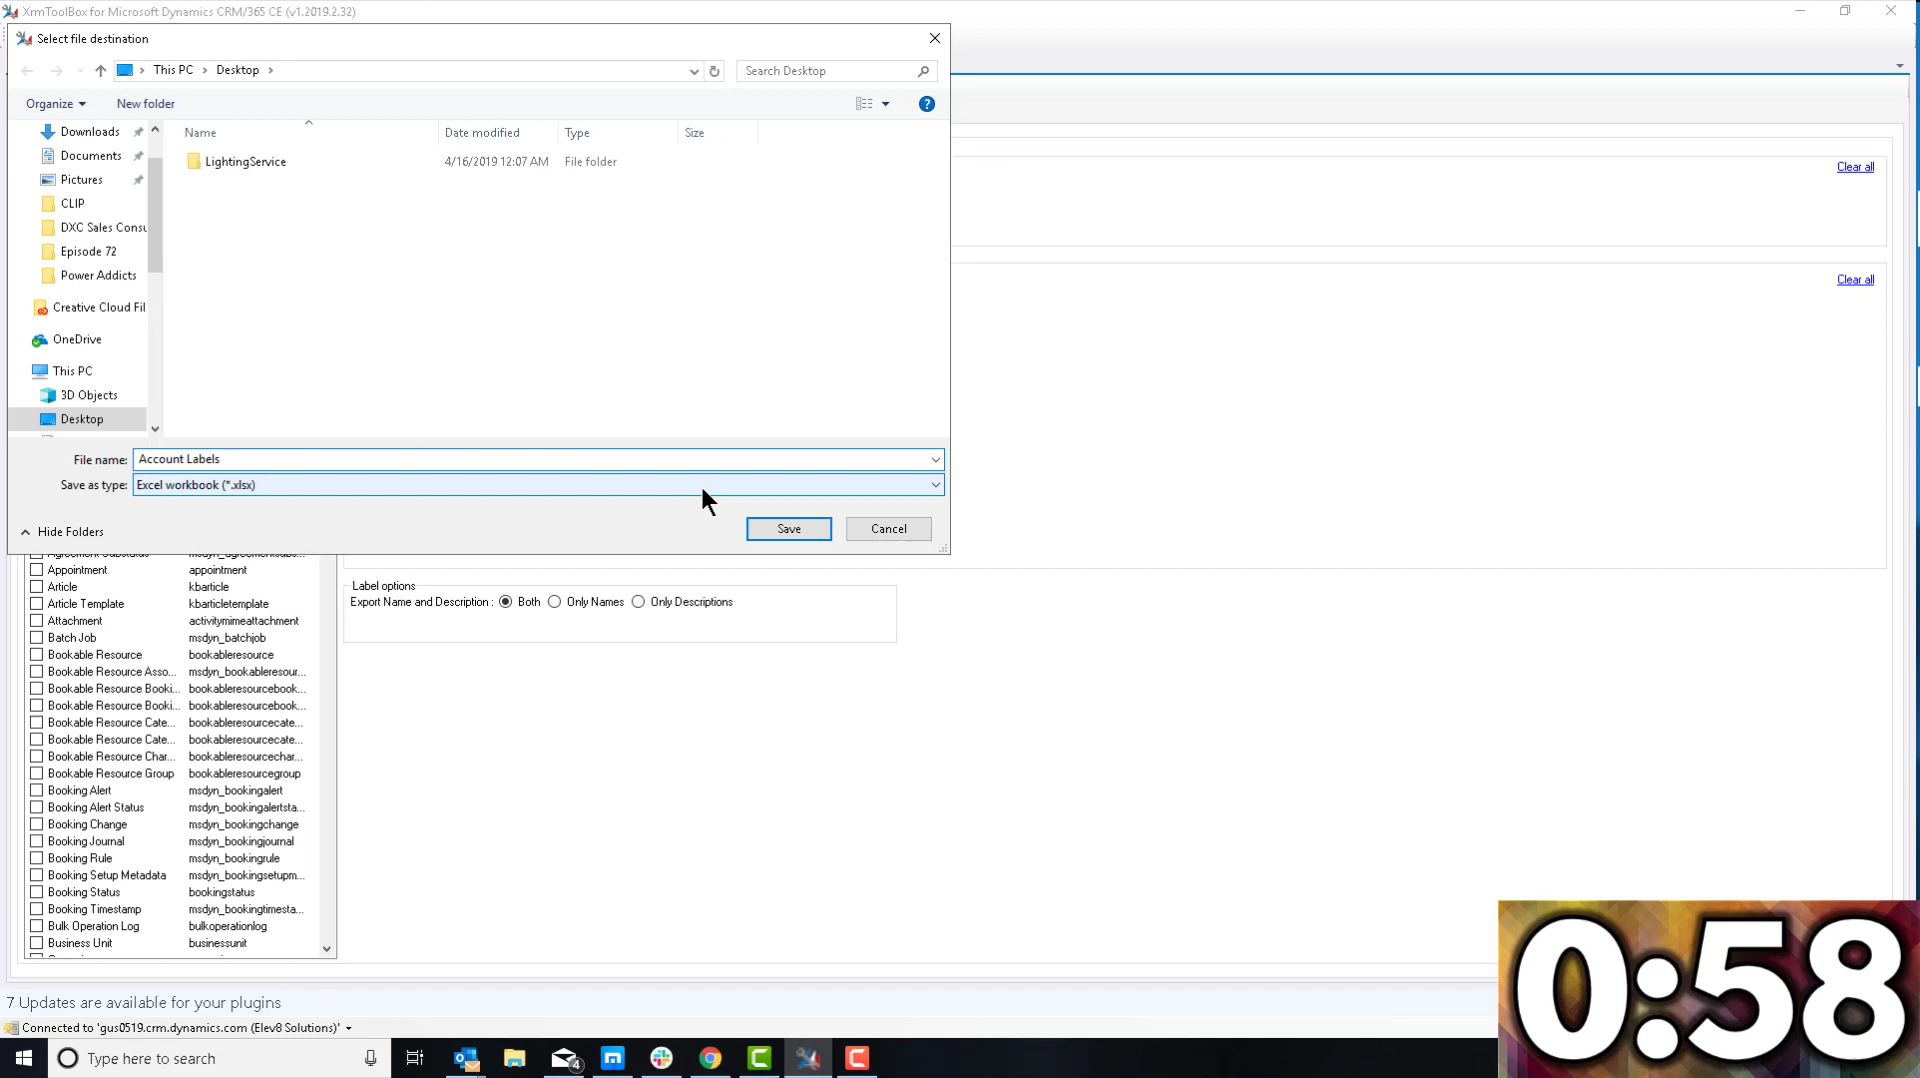 XrmToolBox for Microsoft Dynamics CRM/365 CE (v1.2019.2.32)
Select file destination
This PC
Desktop
Search Desktop
Organize
New folder
Name Date modified Type Size
LightingService 4/16/2019 12:07 AM File folder
Downloads
Documents
Pictures
CLIP
DXC Sales Consu
Episode 72
Power Addicts
Creative Cloud Fil
OneDrive
This PC
3D Objects
Desktop
File name: Account Labels
Save as type: Excel workbook (*.xlsx)
Hide Folders
Save
Cancel
Clear all
Clear all
Label options
Export Name and Description : Both Only Names Only Descriptions
Appointment appointment
Article kbarticle
Article Template kbarticletemplate
Attachment activitymimeattachment
Batch Job msdyn_batchjob
Bookable Resource bookableresource
Bookable Resource Asso... msdyn_bookableresour...
Bookable Resource Booki... bookableresourcebook...
Bookable Resource Booki... bookableresourcebook...
Bookable Resource Cate... bookableresourcecate...
Bookable Resource Cate... bookableresourcecate...
Bookable Resource Char... bookableresourcechar...
Bookable Resource Group bookableresourcegroup
Booking Alert msdyn_bookingalert
Booking Alert Status msdyn_bookingalertsta...
Booking Change msdyn_bookingchange
Booking Journal msdyn_bookingjournal
Booking Rule msdyn_bookingrule
Booking Setup Metadata msdyn_bookingsetupm...
Booking Status bookingstatus
Booking Timestamp msdyn_bookingtimesta...
Bulk Operation Log bulkoperationlog
Business Unit businessunit
7 Updates are available for your plugins
Connected to 'gus0519.crm.dynamics.com (Elev8 Solutions)'
Type here to search
4
0:58